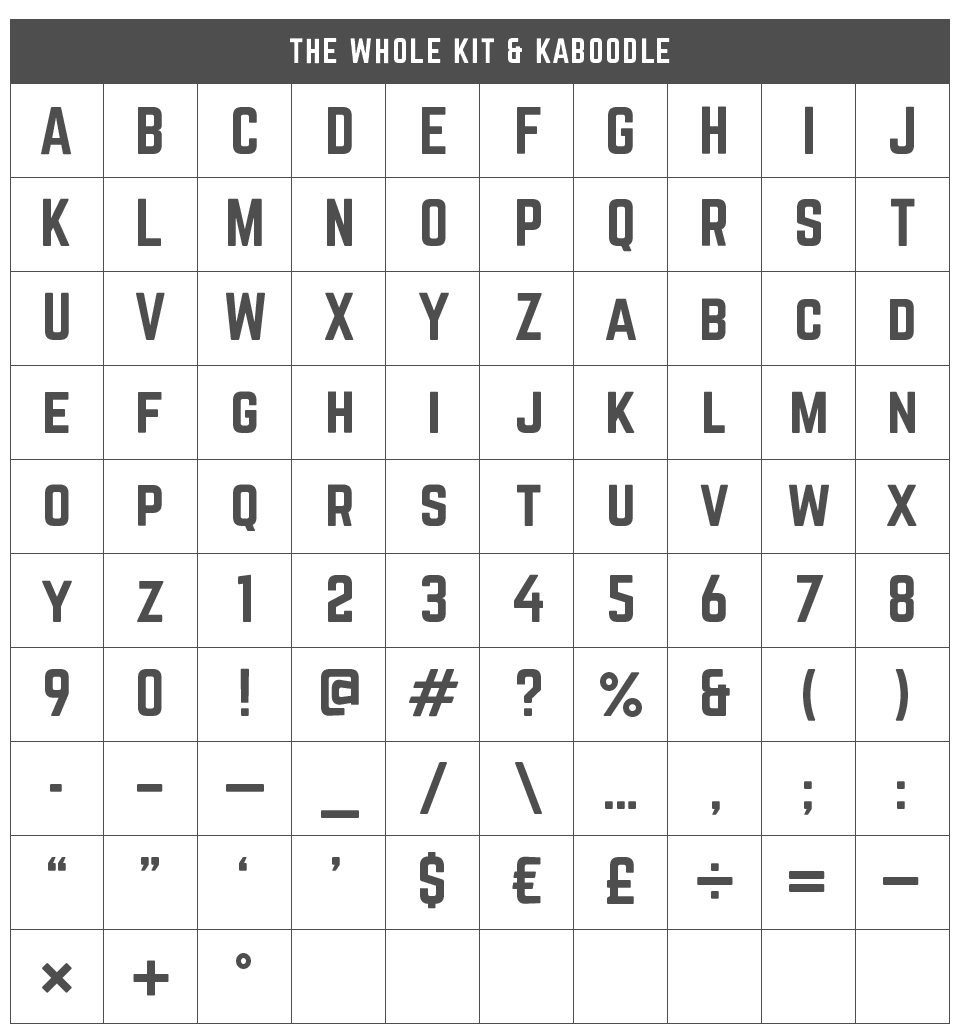 THE WHOLE KIT & KABOODLE
A B C D E F G H I J
K L M N O P Q R S T
U V W X Y Z A B C D
E F G H I J K L M N
O P Q R S T U V W X
Y Z 1 2 3 4 5 6 7 8
9 0 ! @ # ? % & ( )
- – — _ / \ … , ; :
“ ” ‘ ’ $ € £ ÷ = −
× + °